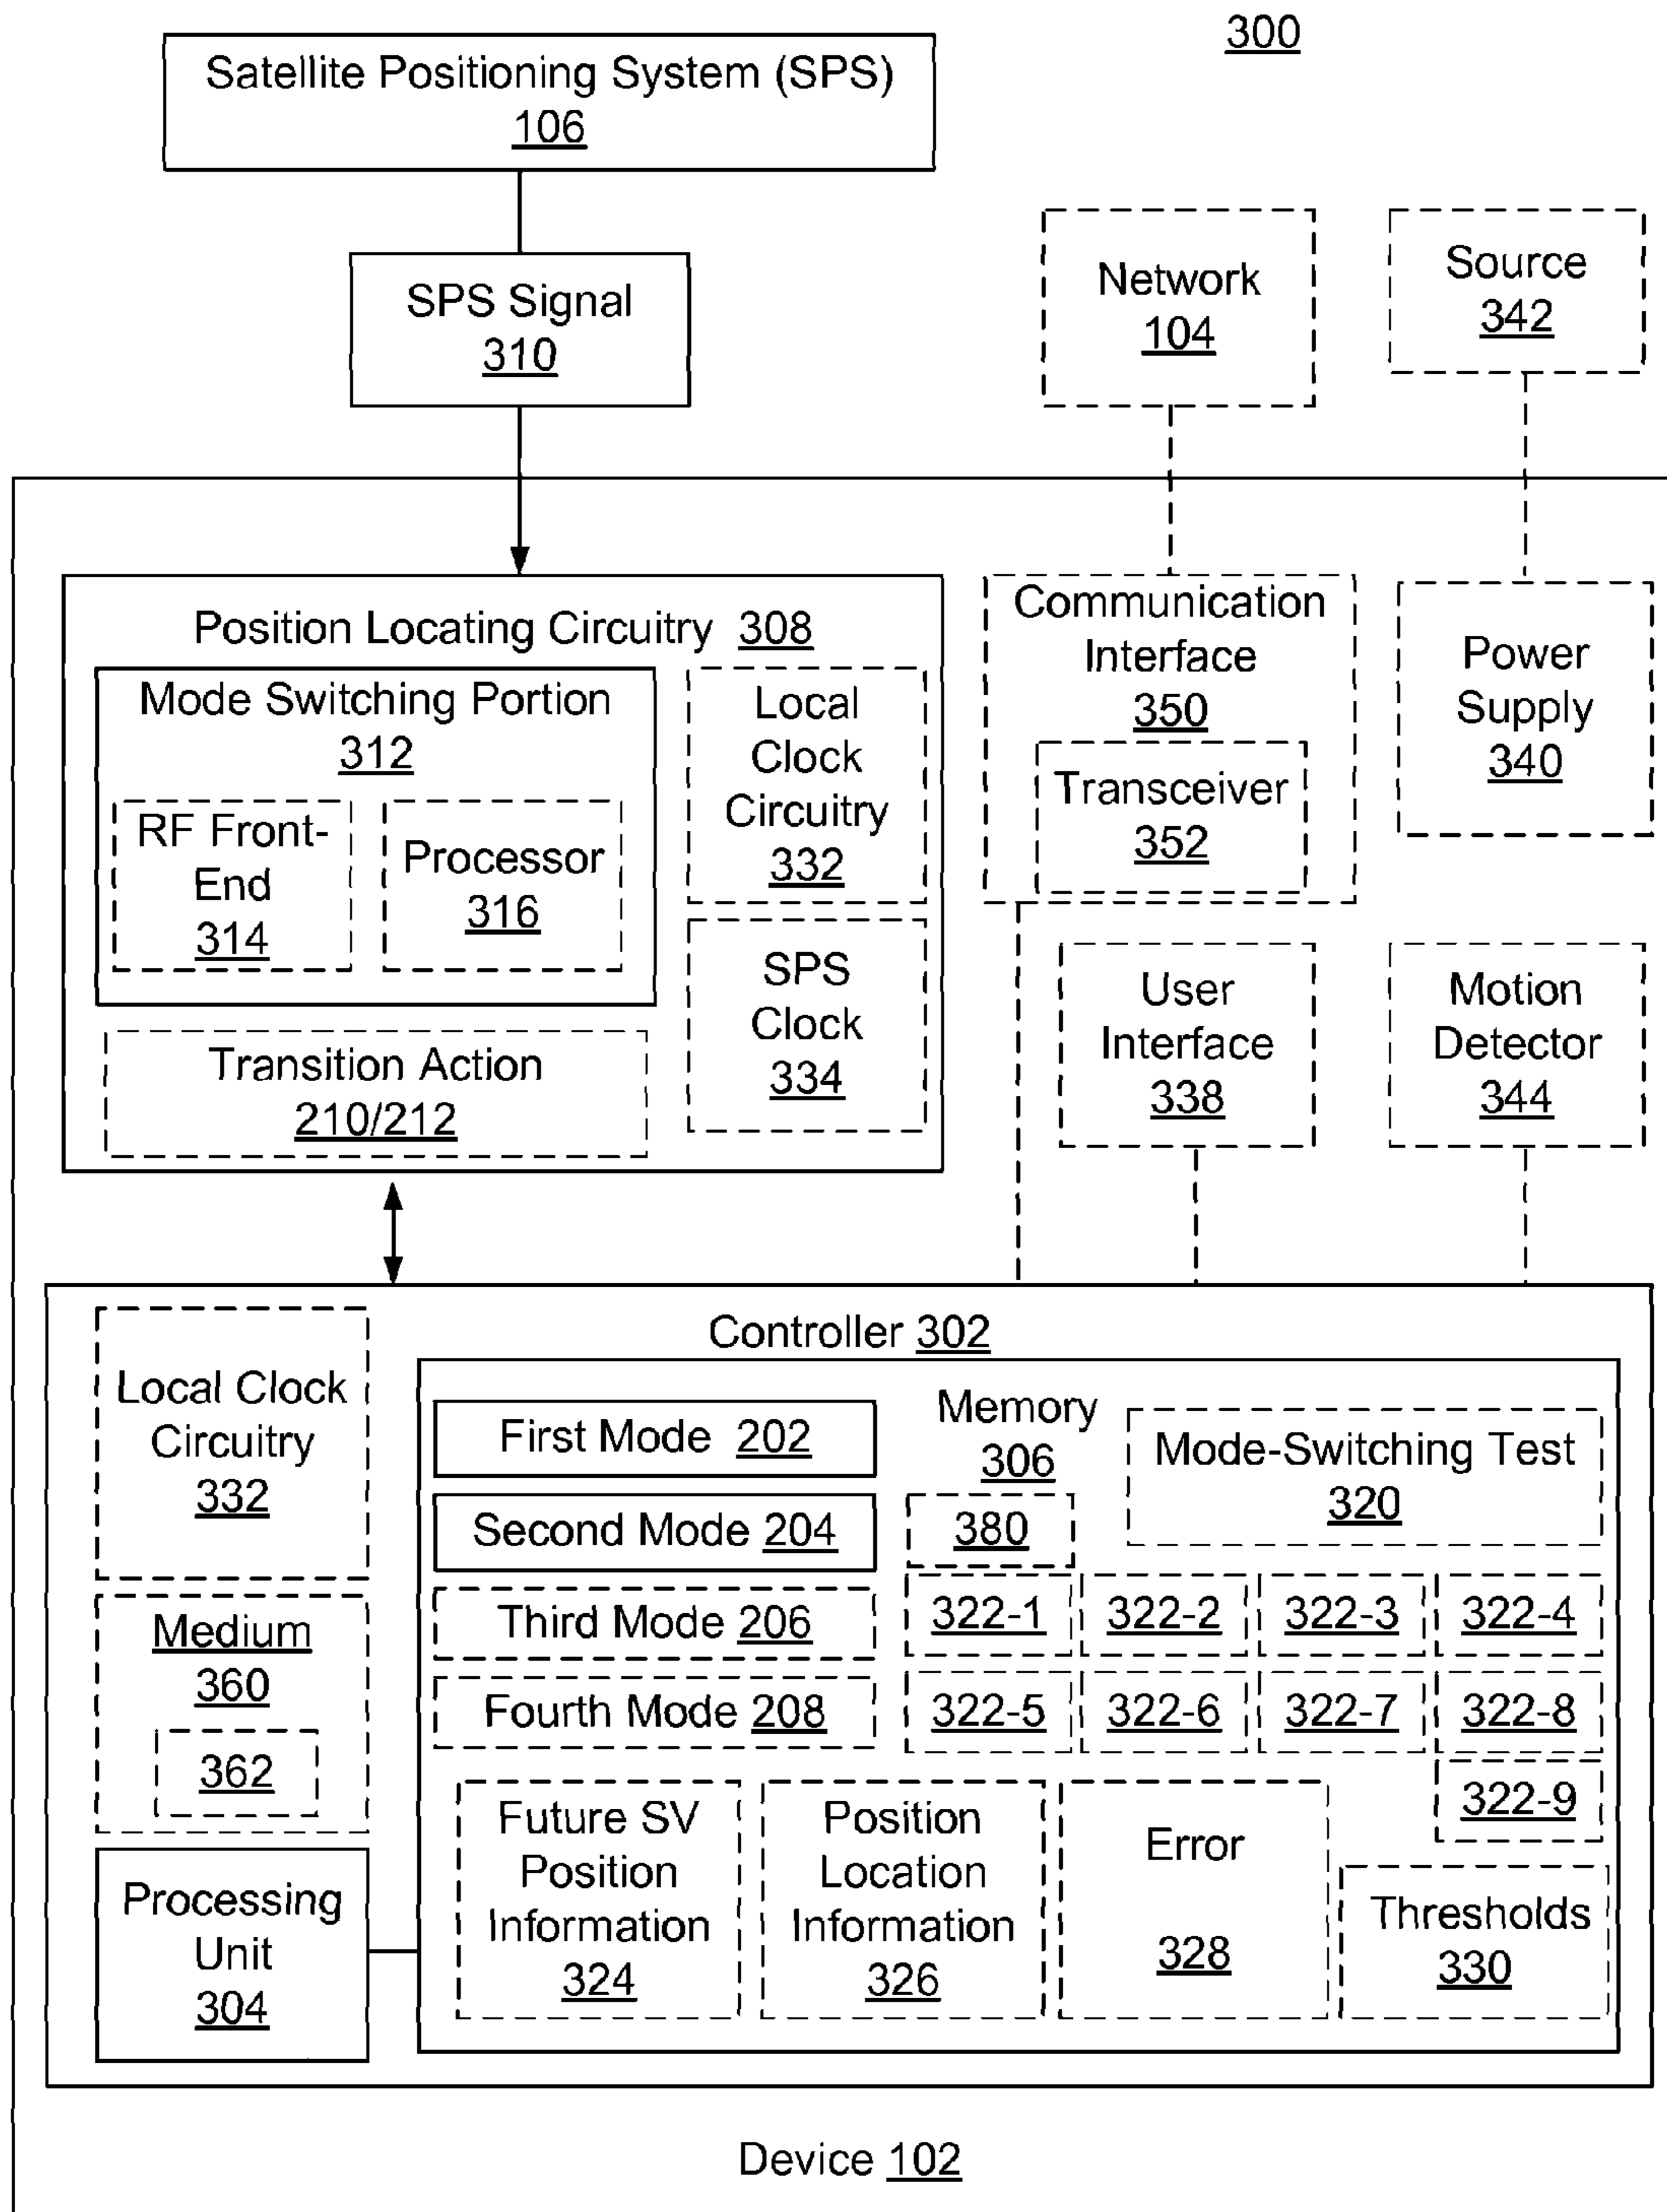 300
Satellite Positioning System (SPS)
106
SPS Signal
310
Network
104
Source
342
Position Locating Circuitry 308
Mode Switching Portion
312
RF Front-
End
314
Processor
316
Local
Clock
Circuitry
332
SPS
Clock
334
Transition Action
210/212
Communication
Interface
350
Transceiver
352
Power
Supply
340
User
Interface
338
Motion
Detector
344
Controller 302
Local Clock
Circuitry
332
Medium
360
362
Processing
Unit
304
First Mode 202
Second Mode 204
Third Mode 206
Fourth Mode 208
Memory
306
380
Mode-Switching Test
320
322-1 322-2 322-3 322-4
322-5 322-6 322-7 322-8
322-9
Future SV
Position
Information
324
Position
Location
Information
326
Error
328
Thresholds
330
Device 102